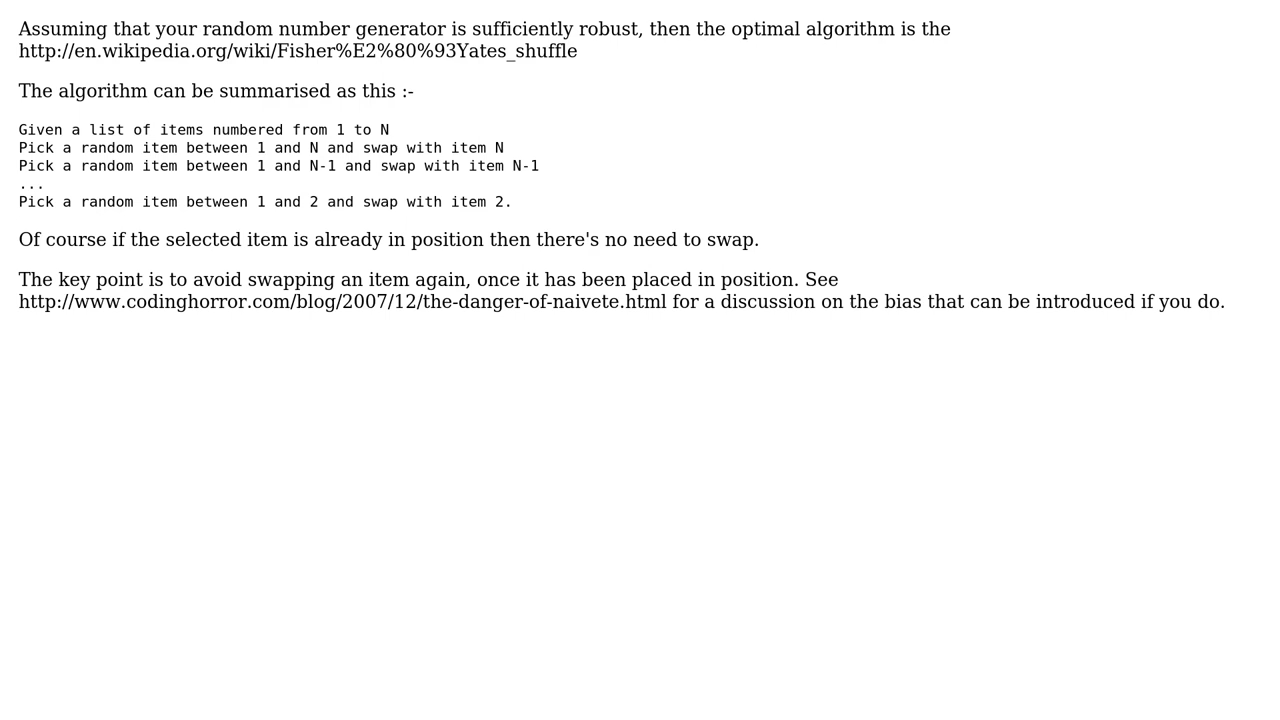 Assuming that your random number generator is sufficiently robust, then the optimal algorithm is the
http://en.wikipedia.org/wiki/Fisher%E2%80%93Yates_shuffle
The algorithm can be summarised as this :-
Given a list of items numbered from 1 to N
Pick a random item between 1 and N and swap with item N
Pick a random item between 1 and N-1 and swap with item N-1
...
Pick a random item between 1 and 2 and swap with item 2.
Of course if the selected item is already in position then there's no need to swap.
The key point is to avoid swapping an item again, once it has been placed in position. See
http://www.codinghorror.com/blog/2007/12/the-danger-of-naivete.html for a discussion on the bias that can be introduced if you do.